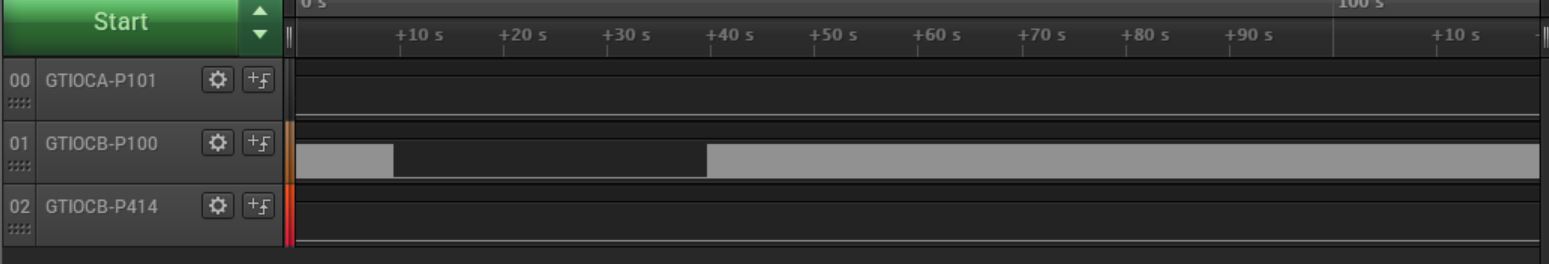 0 s
100 s
Start
+10 s +20 s +30 s +40 s +50 s +60 s +70 s +80 s +90 s +10 s
00 GTIOCA-P101
01 GTIOCB-P100
02 GTIOCB-P414